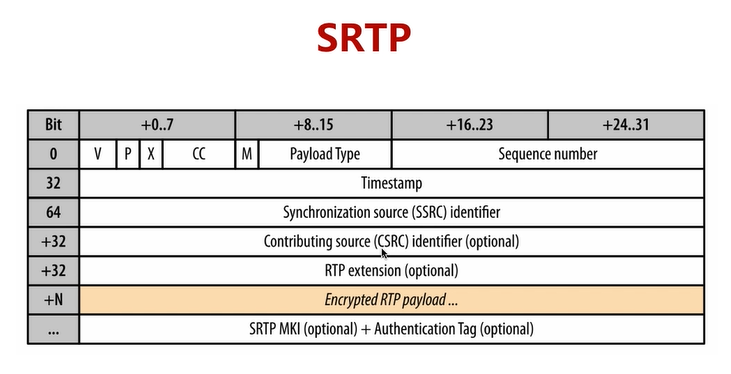 SRTP
Bit +0..7 +8..15 +16..23 +24..31
0 V P X CC M Payload Type Sequence number
32 Timestamp
64 Synchronization source (SSRC) identifier
+32 Contributing source (CSRC) identifier (optional)
+32 RTP extension (optional)
+N Encrypted RTP payload ...
... SRTP MKI (optional) + Authentication Tag (optional)